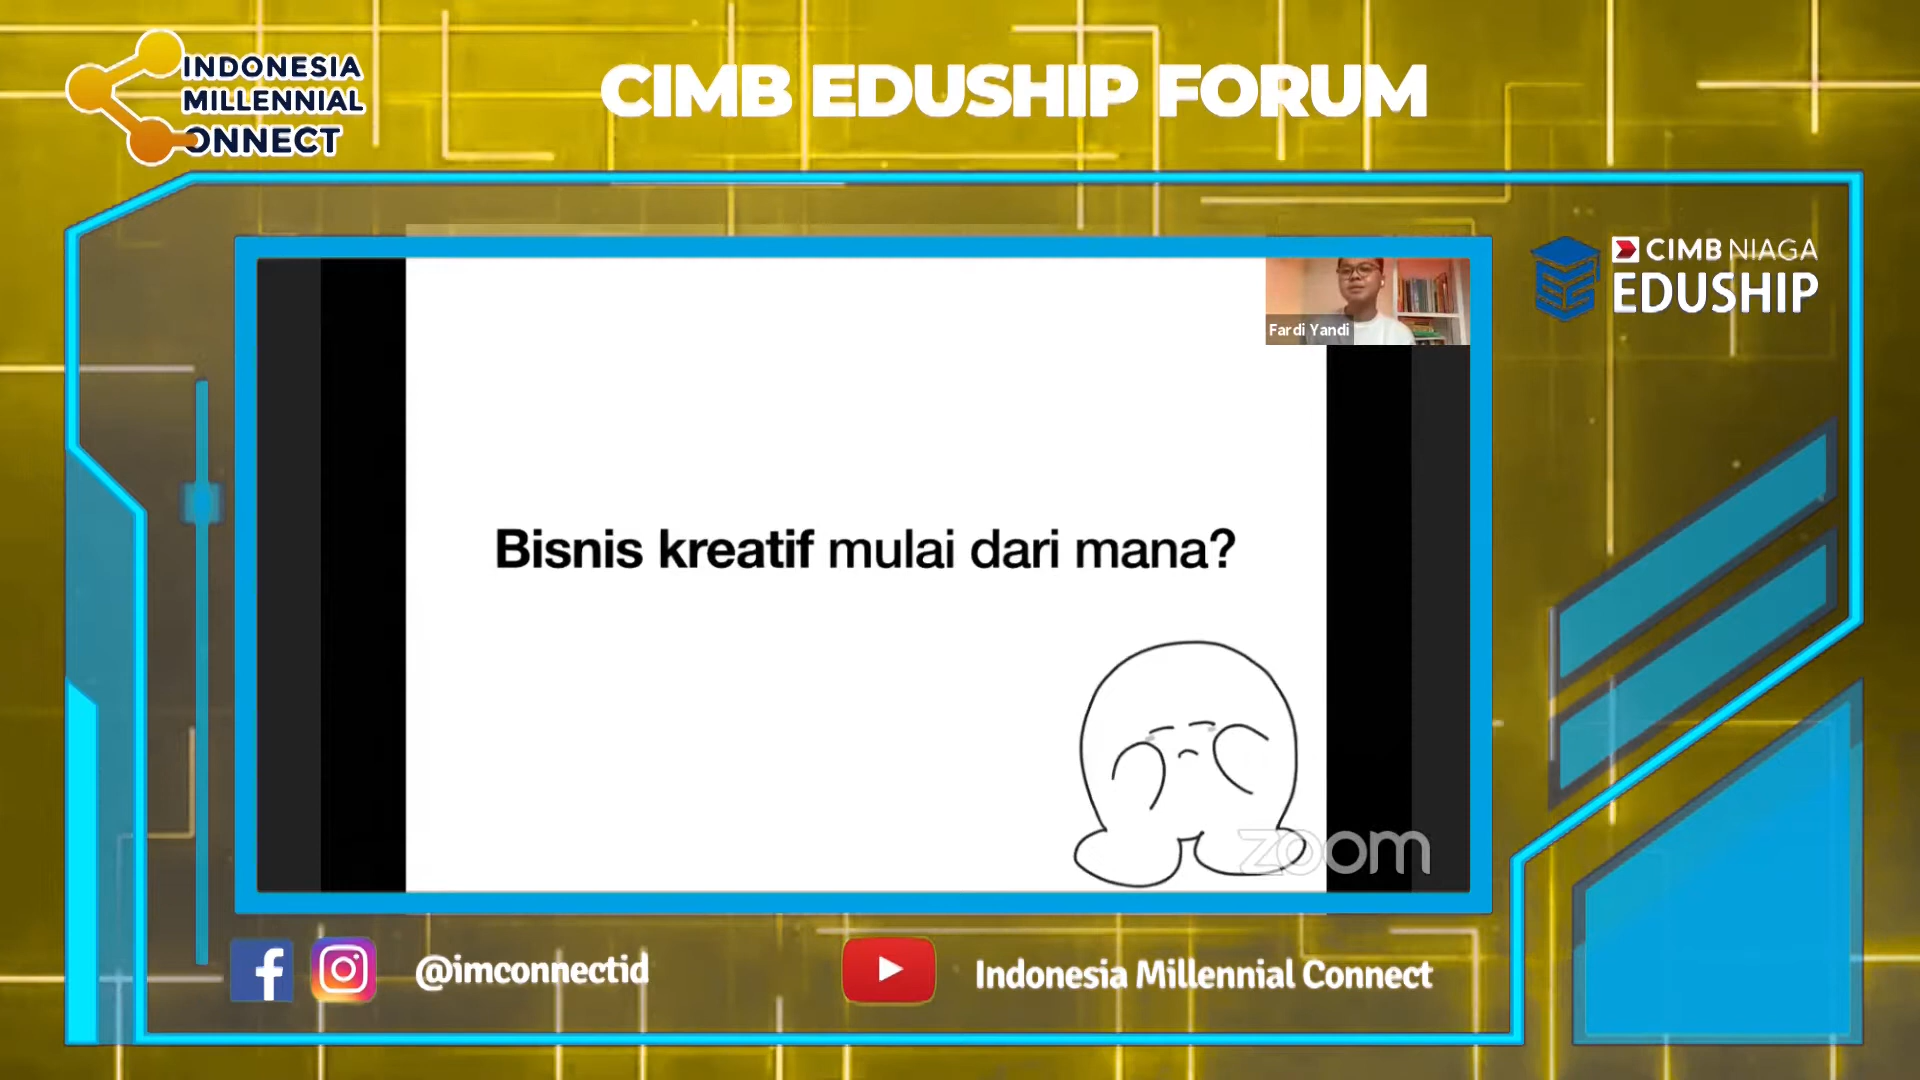 INDONESIA
MILLENNIAL
CONNECT
CIMB EDUSHIP FORUM
CIMB NIAGA
EDUSHIP
Fardi Yandi
Bisnis kreatif mulai dari mana?
zoom
@imconnectid
Indonesia Millennial Connect